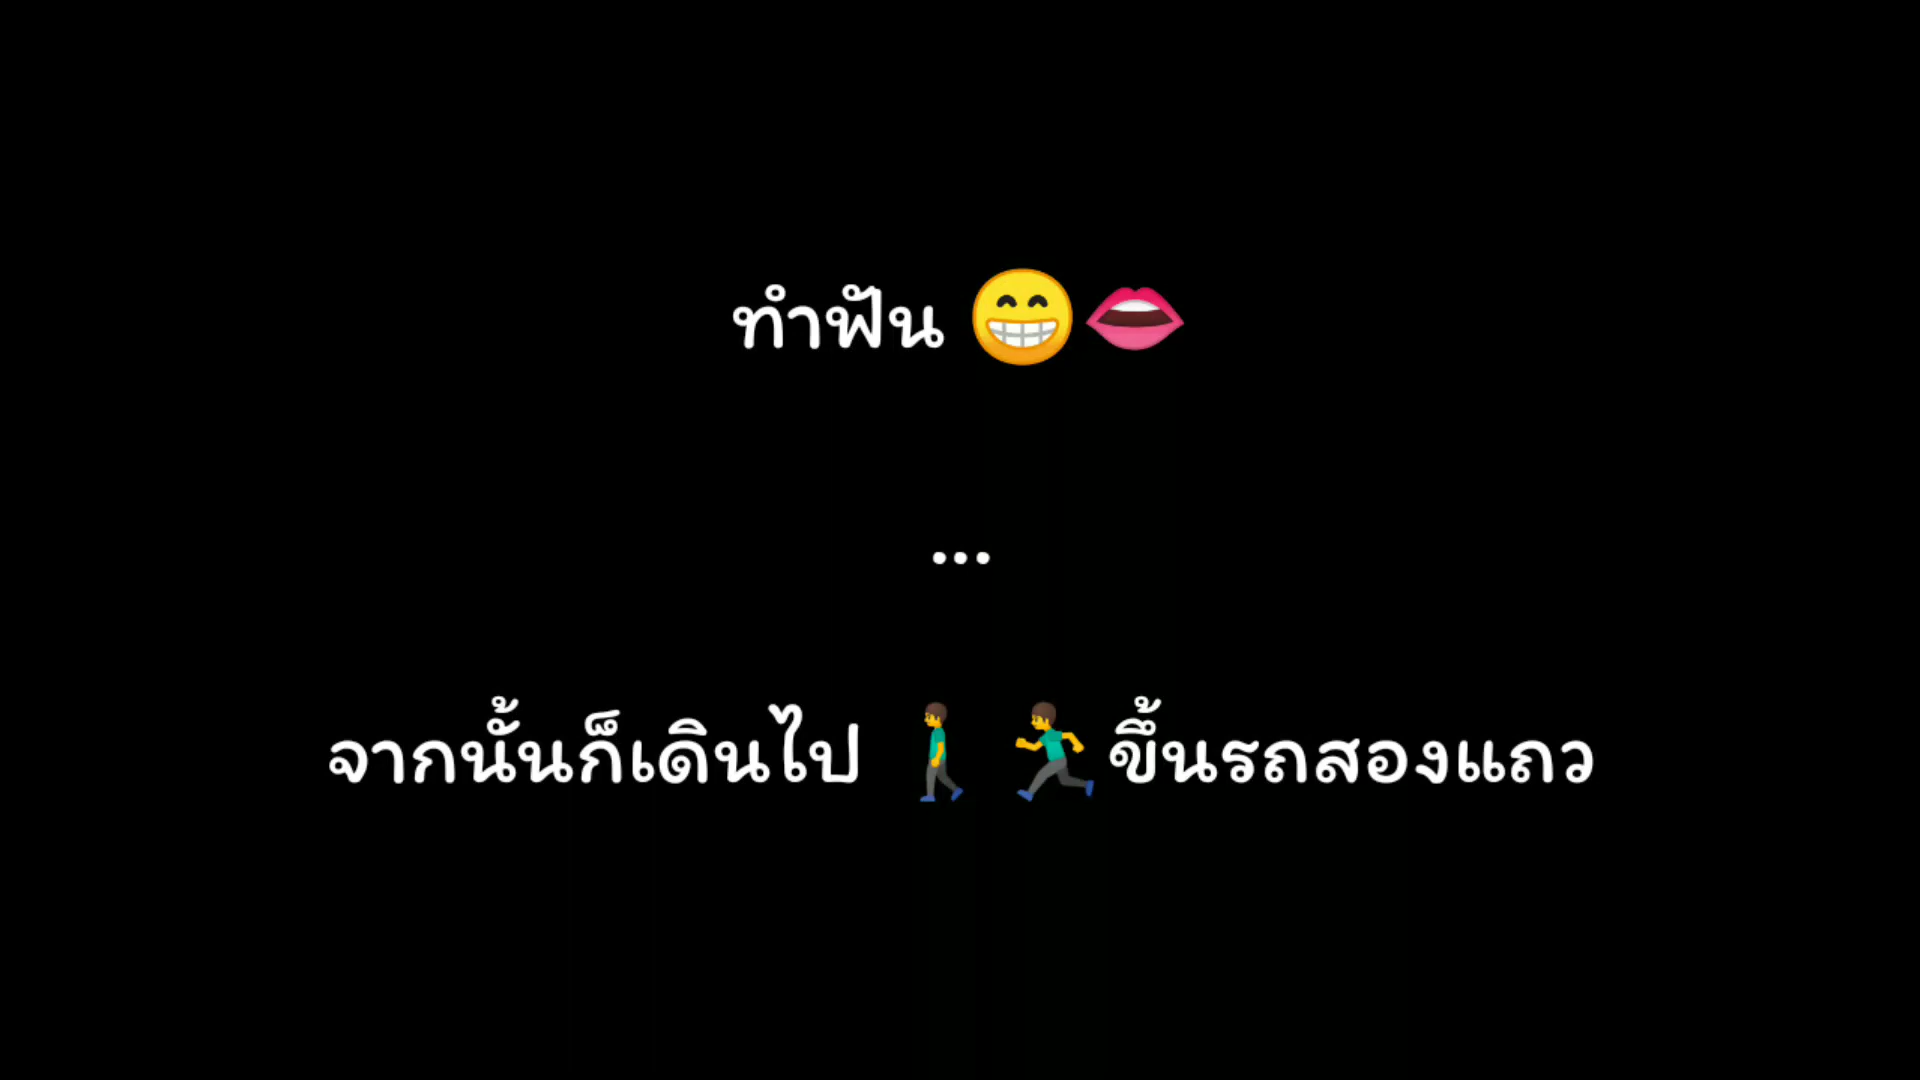 ทำฟัน 😁👄
...
จากนั้นก็เดินไป 🚶‍♂️ 🏃‍♂️ ขึ้นรถสองแถว